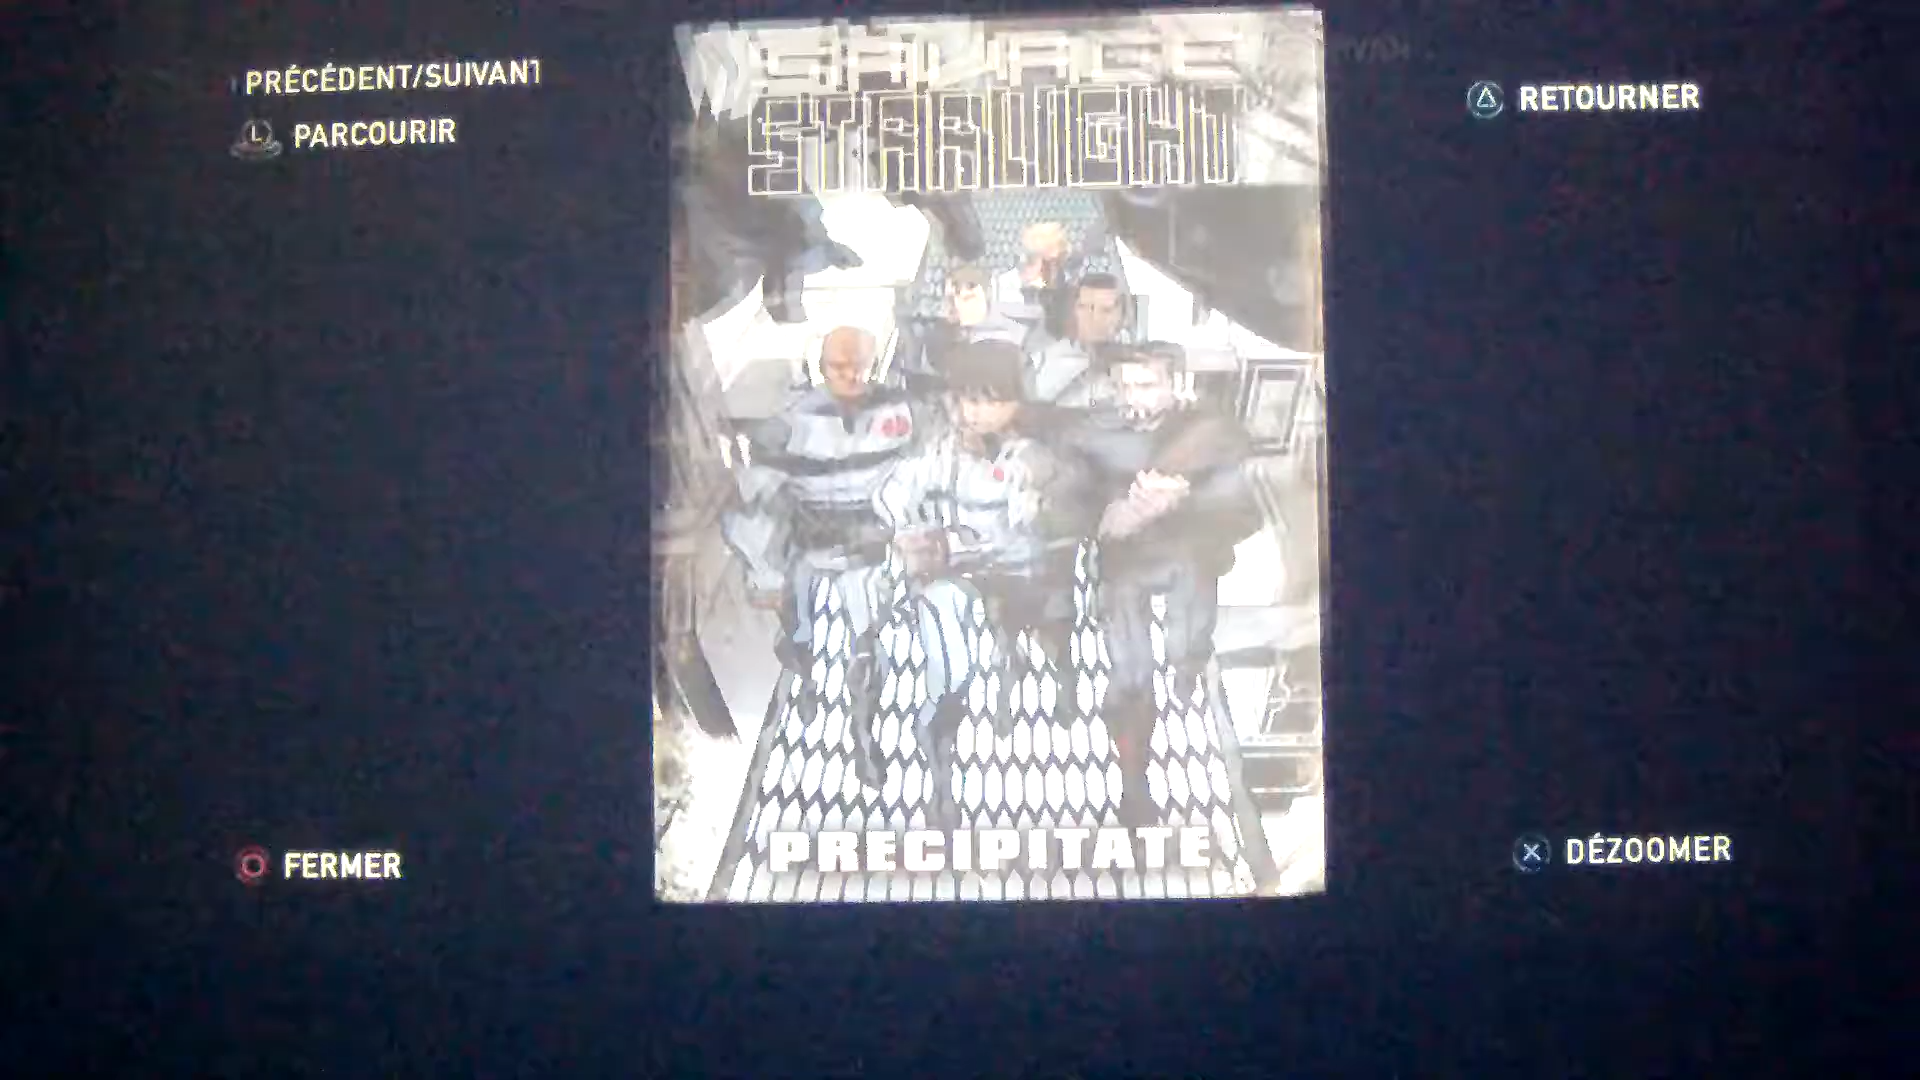 PRÉCÉDENT/SUIVANT
L PARCOURIR
RETOURNER
SAVAGE
STARLIGHT
PRECIPITATE
FERMER
DÉZOOMER